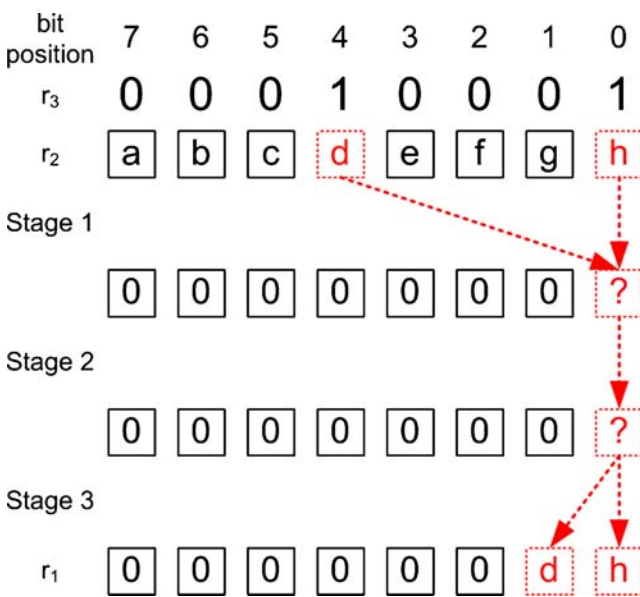 bit position 7 6 5 4 3 2 1 0
r3 0 0 0 1 0 0 0 1
r2 a b c d e f g h
Stage 1
0 0 0 0 0 0 0 ?
Stage 2
0 0 0 0 0 0 0 ?
Stage 3
r1 0 0 0 0 0 0 d h